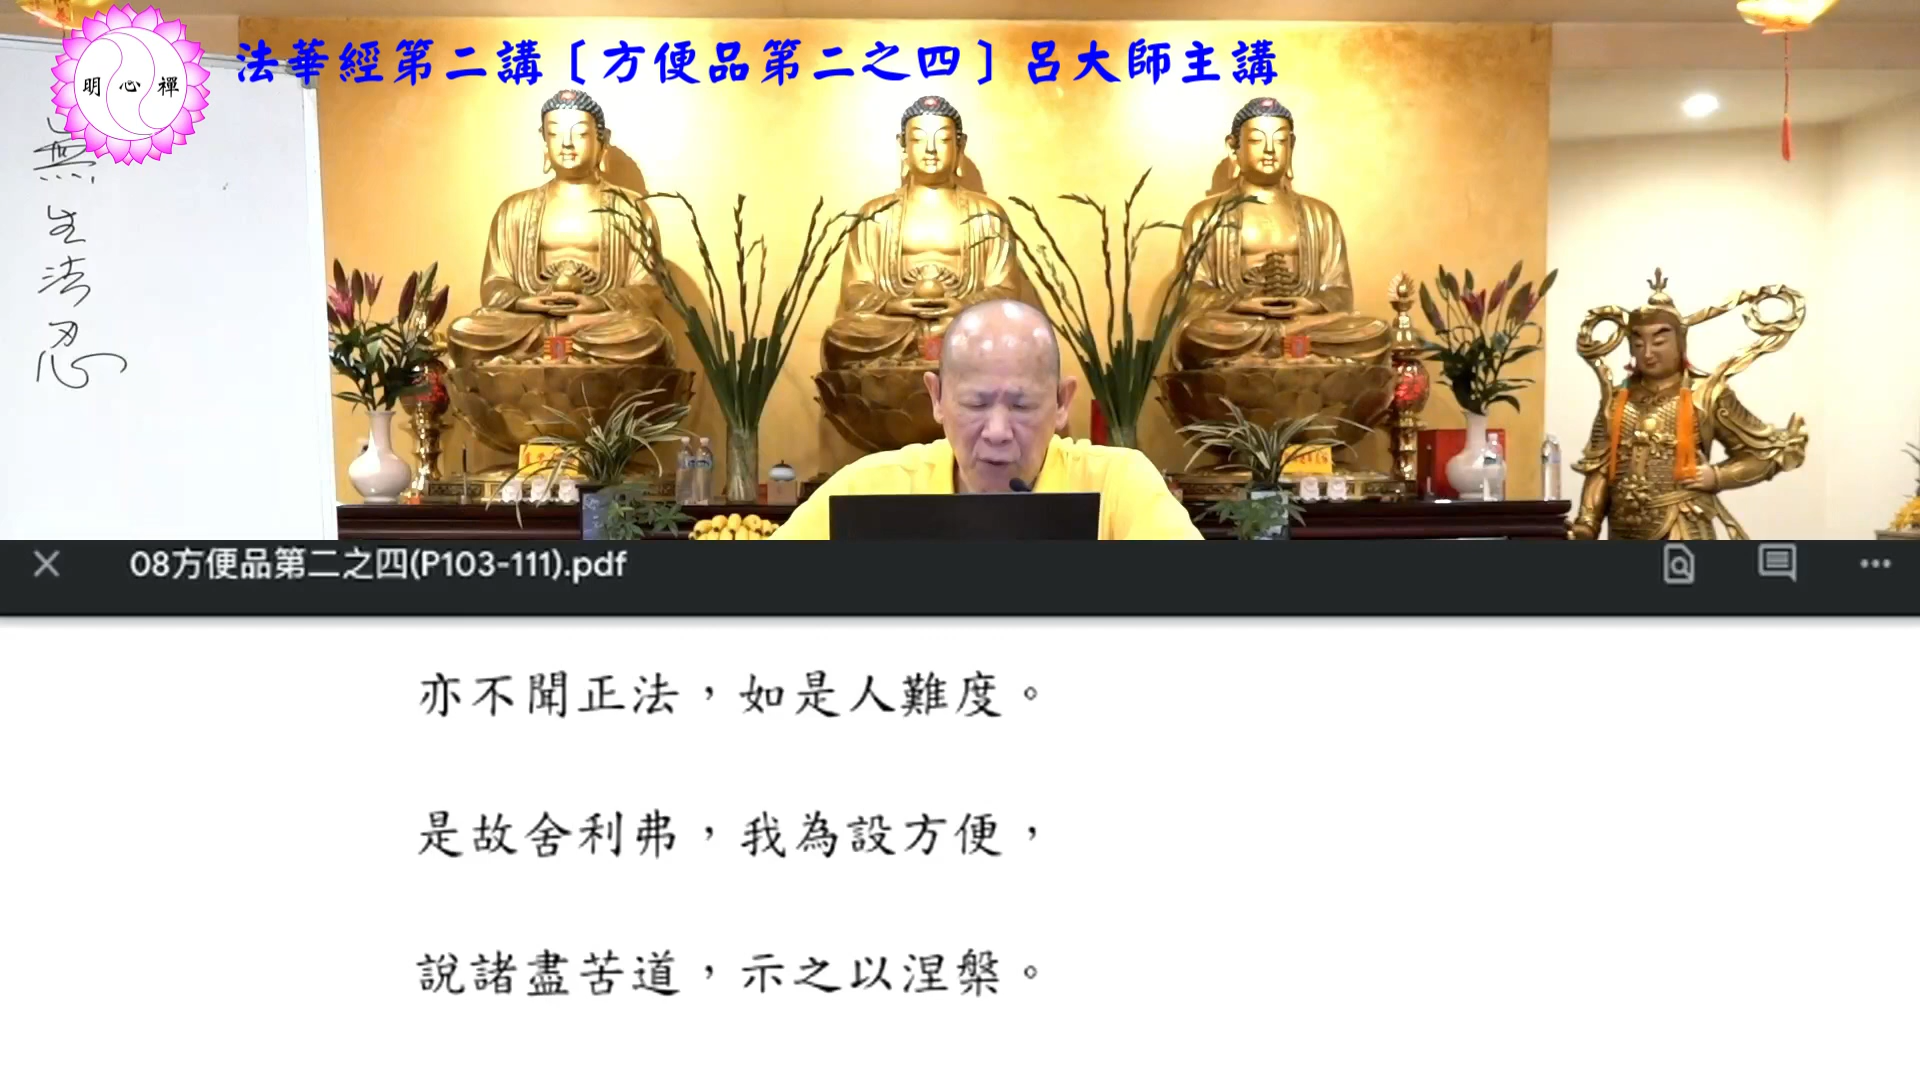 法華經第二講〔方便品第二之四〕呂大師主講
明心禪
無生法忍
08方便品第二之四(P103-111).pdf
亦不聞正法，如是人難度。
是故舍利弗，我為設方便，
說諸盡苦道，示之以涅槃。